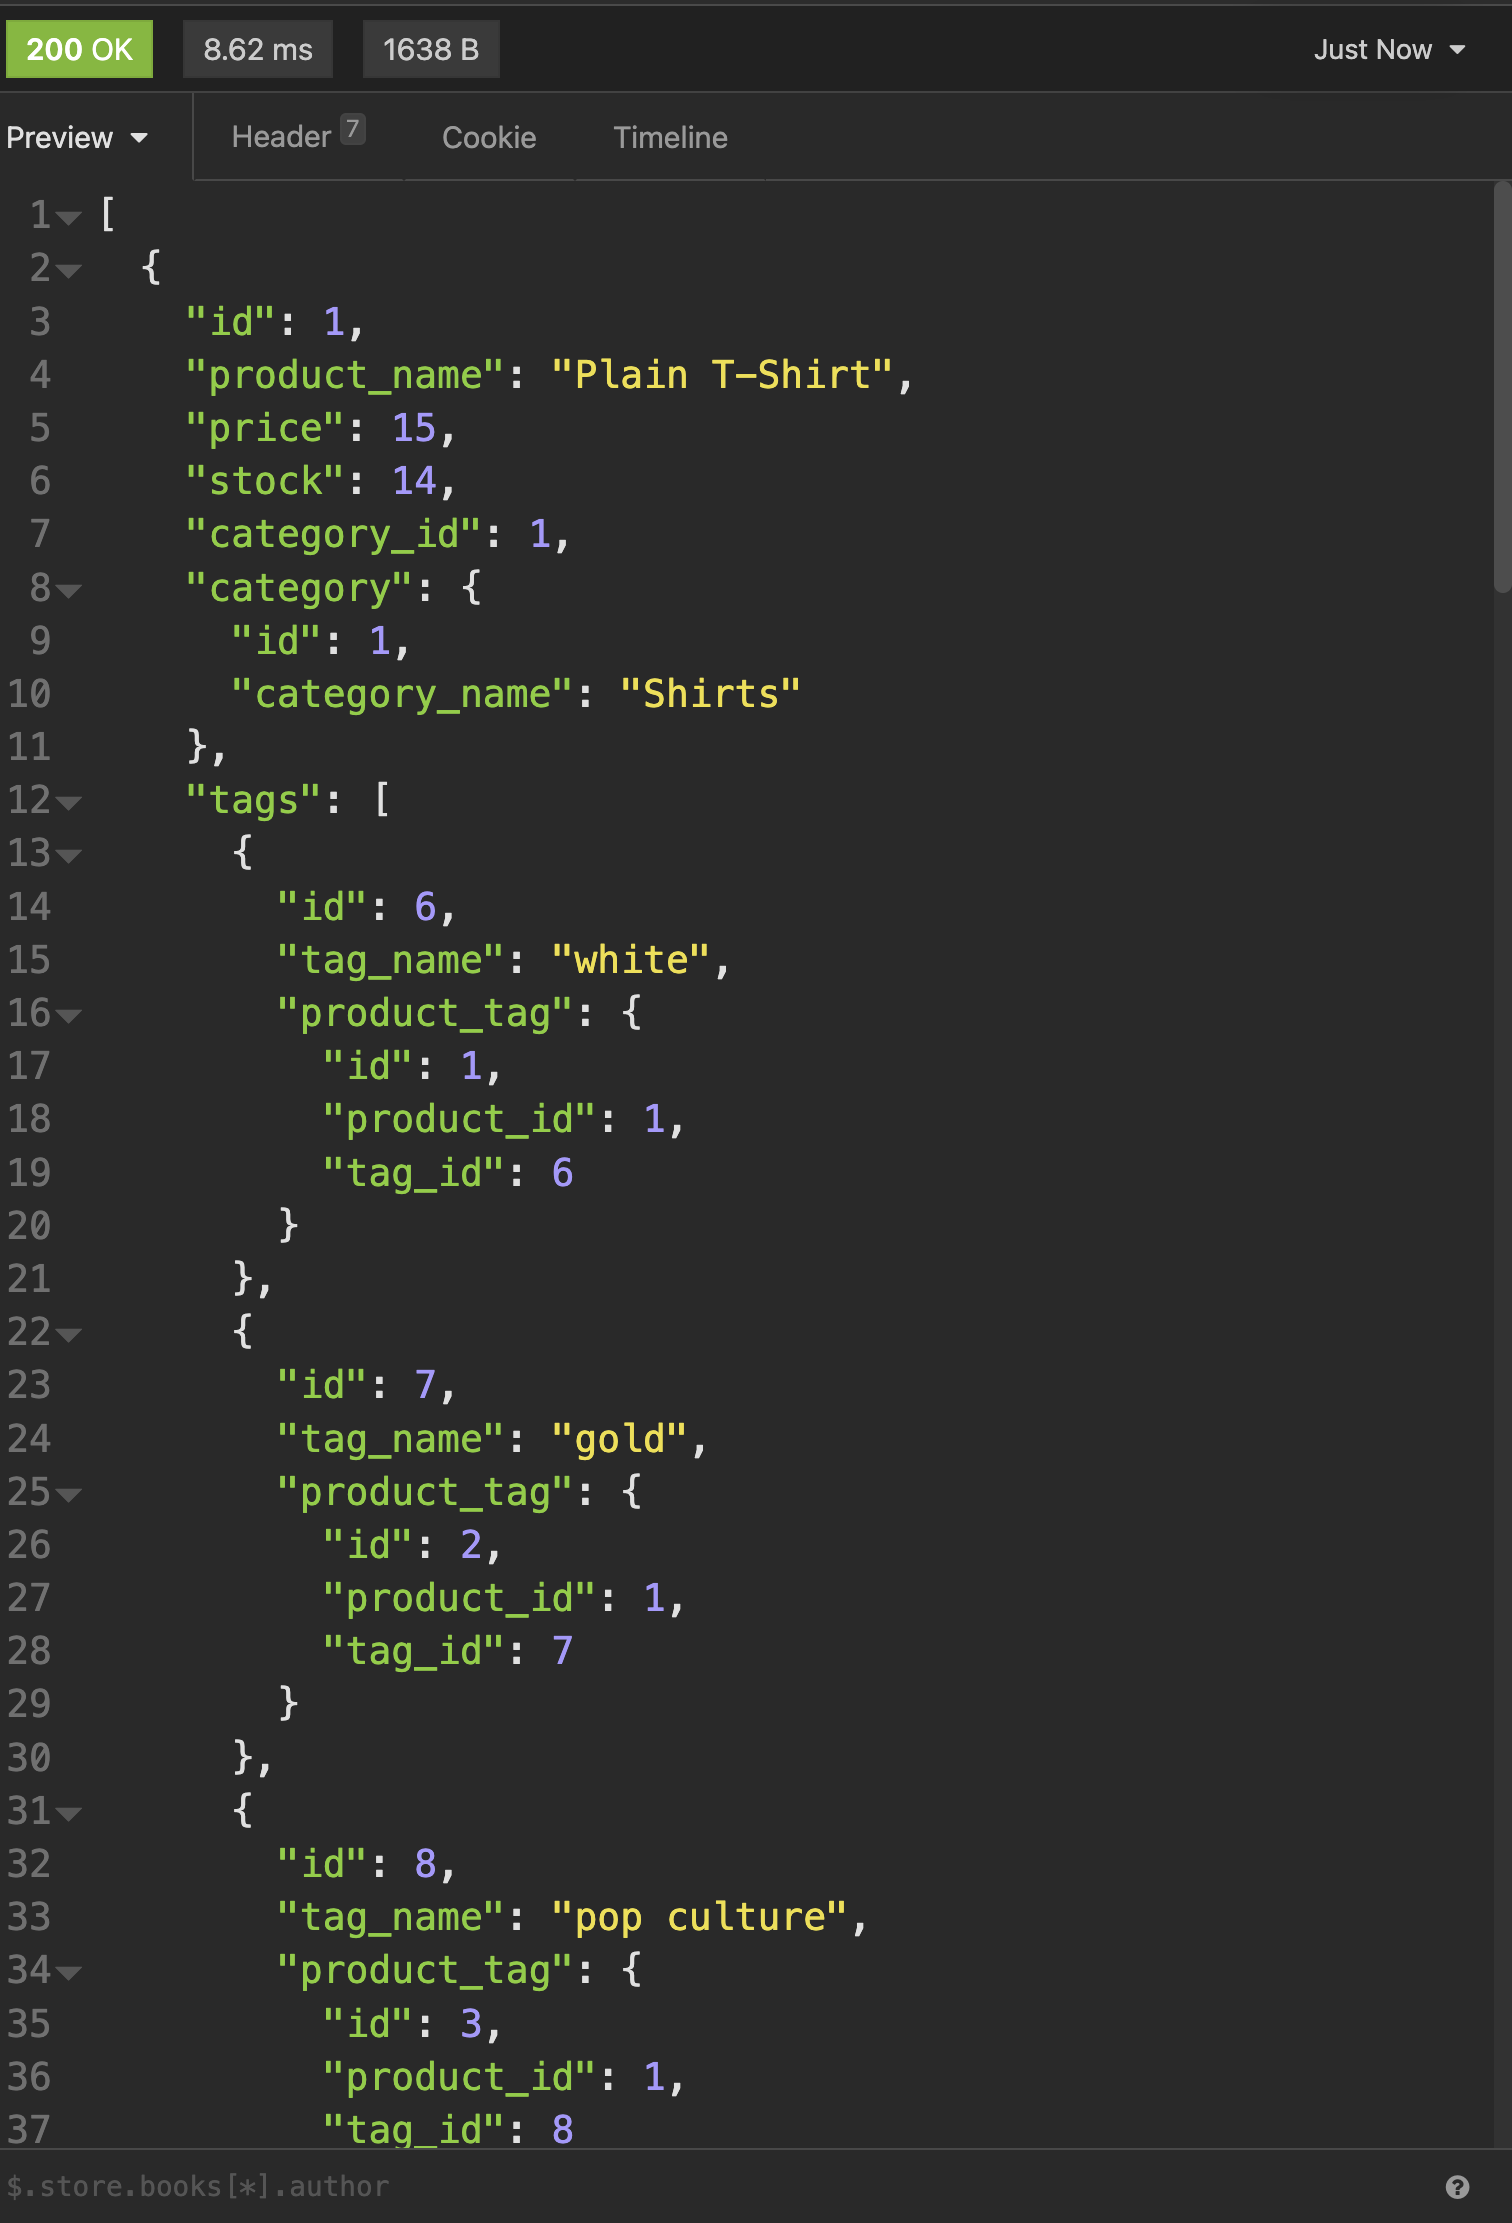 200 OK 8.62 ms 1638 B Just Now
Preview Header 7 Cookie Timeline
1 [
2 {
3 "id": 1,
4 "product_name": "Plain T-Shirt",
5 "price": 15,
6 "stock": 14,
7 "category_id": 1,
8 "category": {
9 "id": 1,
10 "category_name": "Shirts"
11 },
12 "tags": [
13 {
14 "id": 6,
15 "tag_name": "white",
16 "product_tag": {
17 "id": 1,
18 "product_id": 1,
19 "tag_id": 6
20 }
21 },
22 {
23 "id": 7,
24 "tag_name": "gold",
25 "product_tag": {
26 "id": 2,
27 "product_id": 1,
28 "tag_id": 7
29 }
30 },
31 {
32 "id": 8,
33 "tag_name": "pop culture",
34 "product_tag": {
35 "id": 3,
36 "product_id": 1,
37 "tag_id": 8
$.store.books[*].author ?